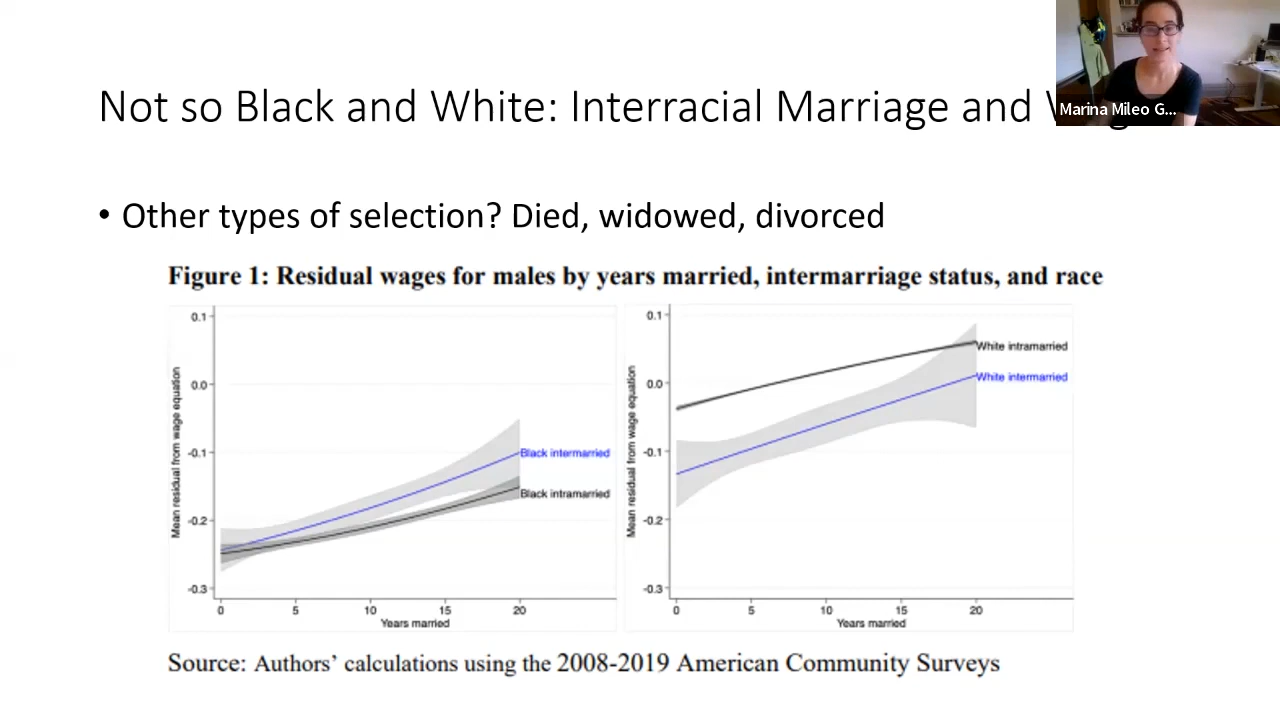 Not so Black and White: Interracial Marriage and
Marina Mileo G...
• Other types of selection? Died, widowed, divorced
Figure 1: Residual wages for males by years married, intermarriage status, and race
Mean residual from wage equation
0.1
0.0
-0.1
-0.2
-0.3
Black intermarried
Black intramarried
0 5 10 15 20
Years married
Mean residual from wage equation
0.1
0.0
-0.1
-0.2
-0.3
White intramarried
White intermarried
0 5 10 15 20
Years married
Source: Authors’ calculations using the 2008-2019 American Community Surveys